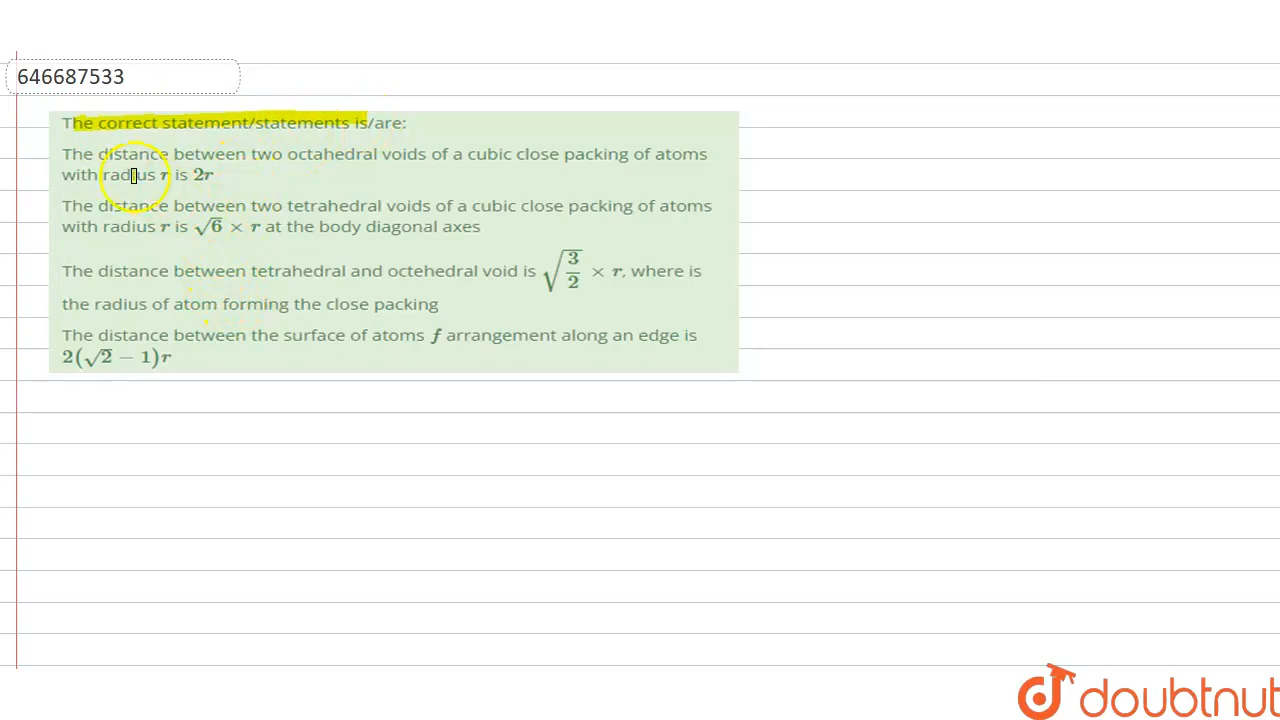 646687533
The correct statement/statements is/are:
The distance between two octahedral voids of a cubic close packing of atoms
with radius r is 2r
The distance between two tetrahedral voids of a cubic close packing of atoms
with radius r is √6 × r at the body diagonal axes
The distance between tetrahedral and octehedral void is √(3/2) × r, where is
the radius of atom forming the close packing
The distance between the surface of atoms f arrangement along an edge is
2(√2 − 1)r
doubtnut